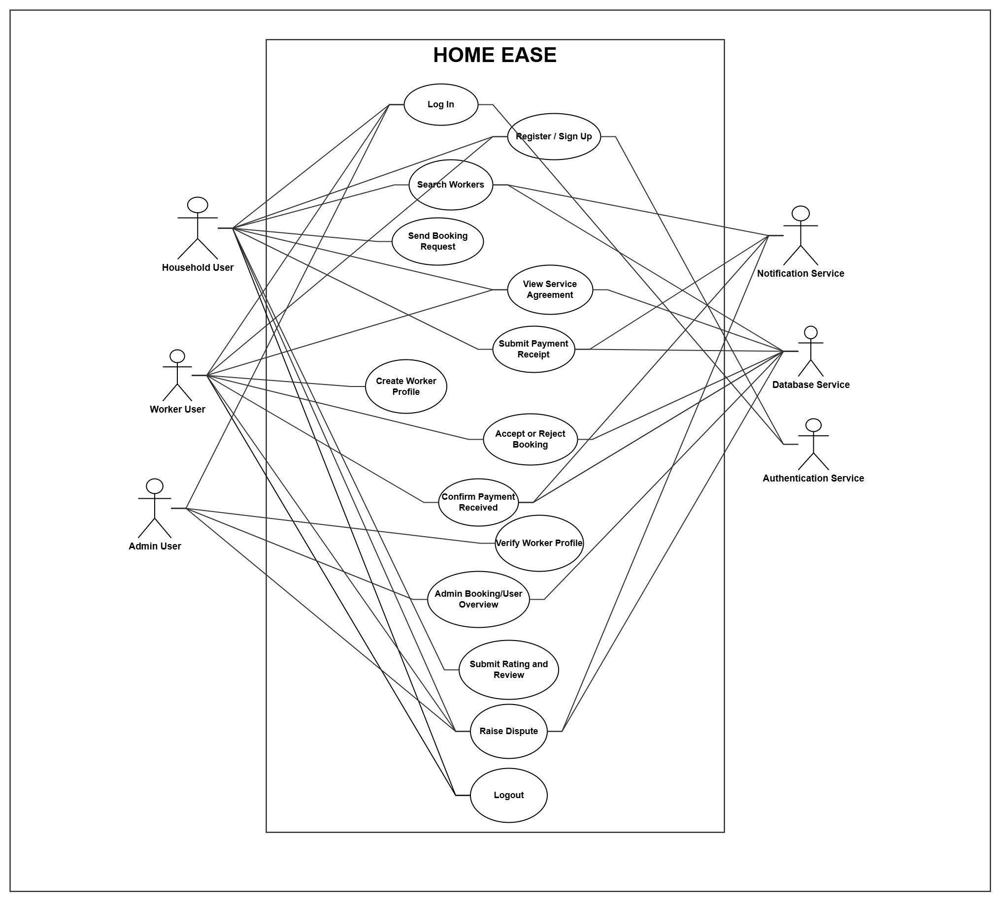 HOME EASE
Log In
Register / Sign Up
Search Workers
Send Booking
Request
Household User
Notification Service
View Service
Agreement
Submit Payment
Receipt
Database Service
Create Worker
Profile
Worker User
Accept or Reject
Booking
Authentication Service
Confirm Payment
Received
Verify Worker Profile
Admin User
Admin Booking/User
Overview
Submit Rating and
Review
Raise Dispute
Logout